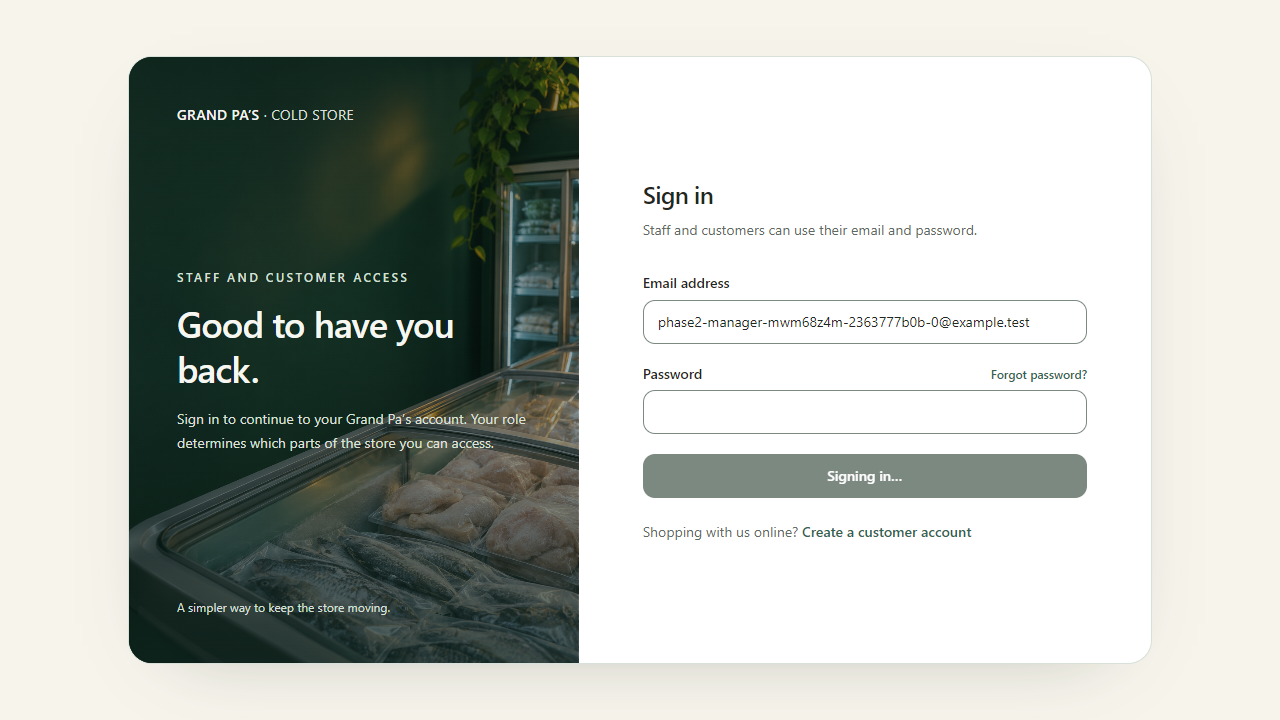 GRAND PA'S · COLD STORE
STAFF AND CUSTOMER ACCESS
Good to have you
back.
Sign in to continue to your Grand Pa's account. Your role
determines which parts of the store you can access.
A simpler way to keep the store moving.
Sign in
Staff and customers can use their email and password.
Email address
phase2-manager-mwm68z4m-2363777b0b-0@example.test
Password
Forgot password?
Signing in...
Shopping with us online? Create a customer account